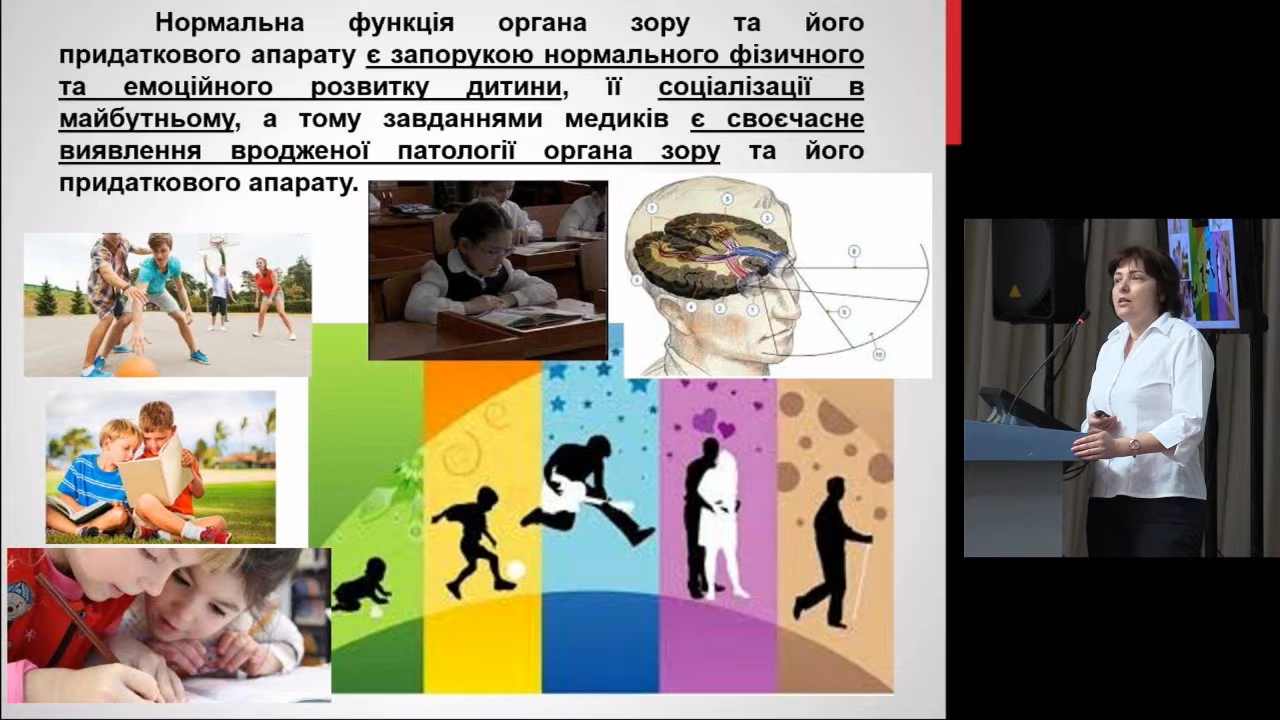 Нормальна функція органа зору та його
придаткового апарату є запорукою нормального фізичного
та емоційного розвитку дитини, її соціалізації в
майбутньому, а тому завданнями медиків є своєчасне
виявлення вродженої патології органа зору та його
придаткового апарату.